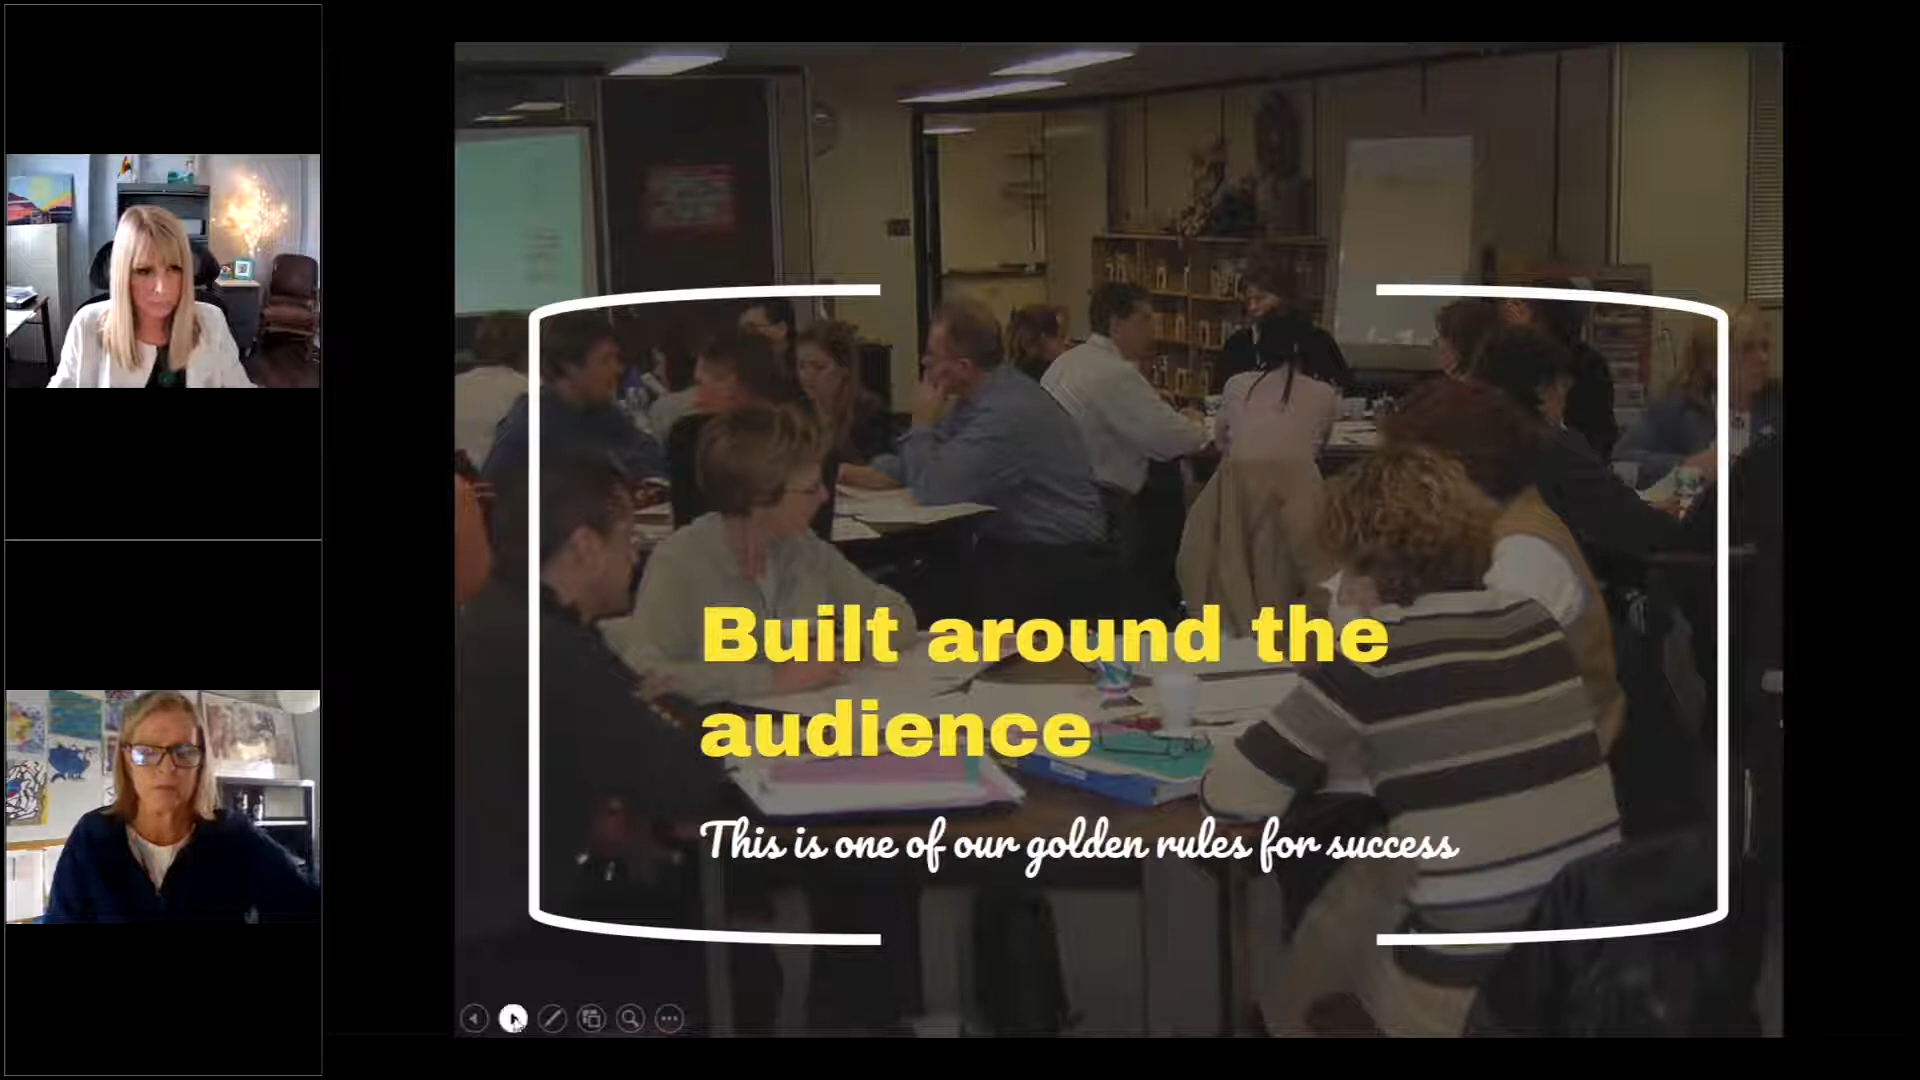 Built around the
audience
This is one of our golden rules for success